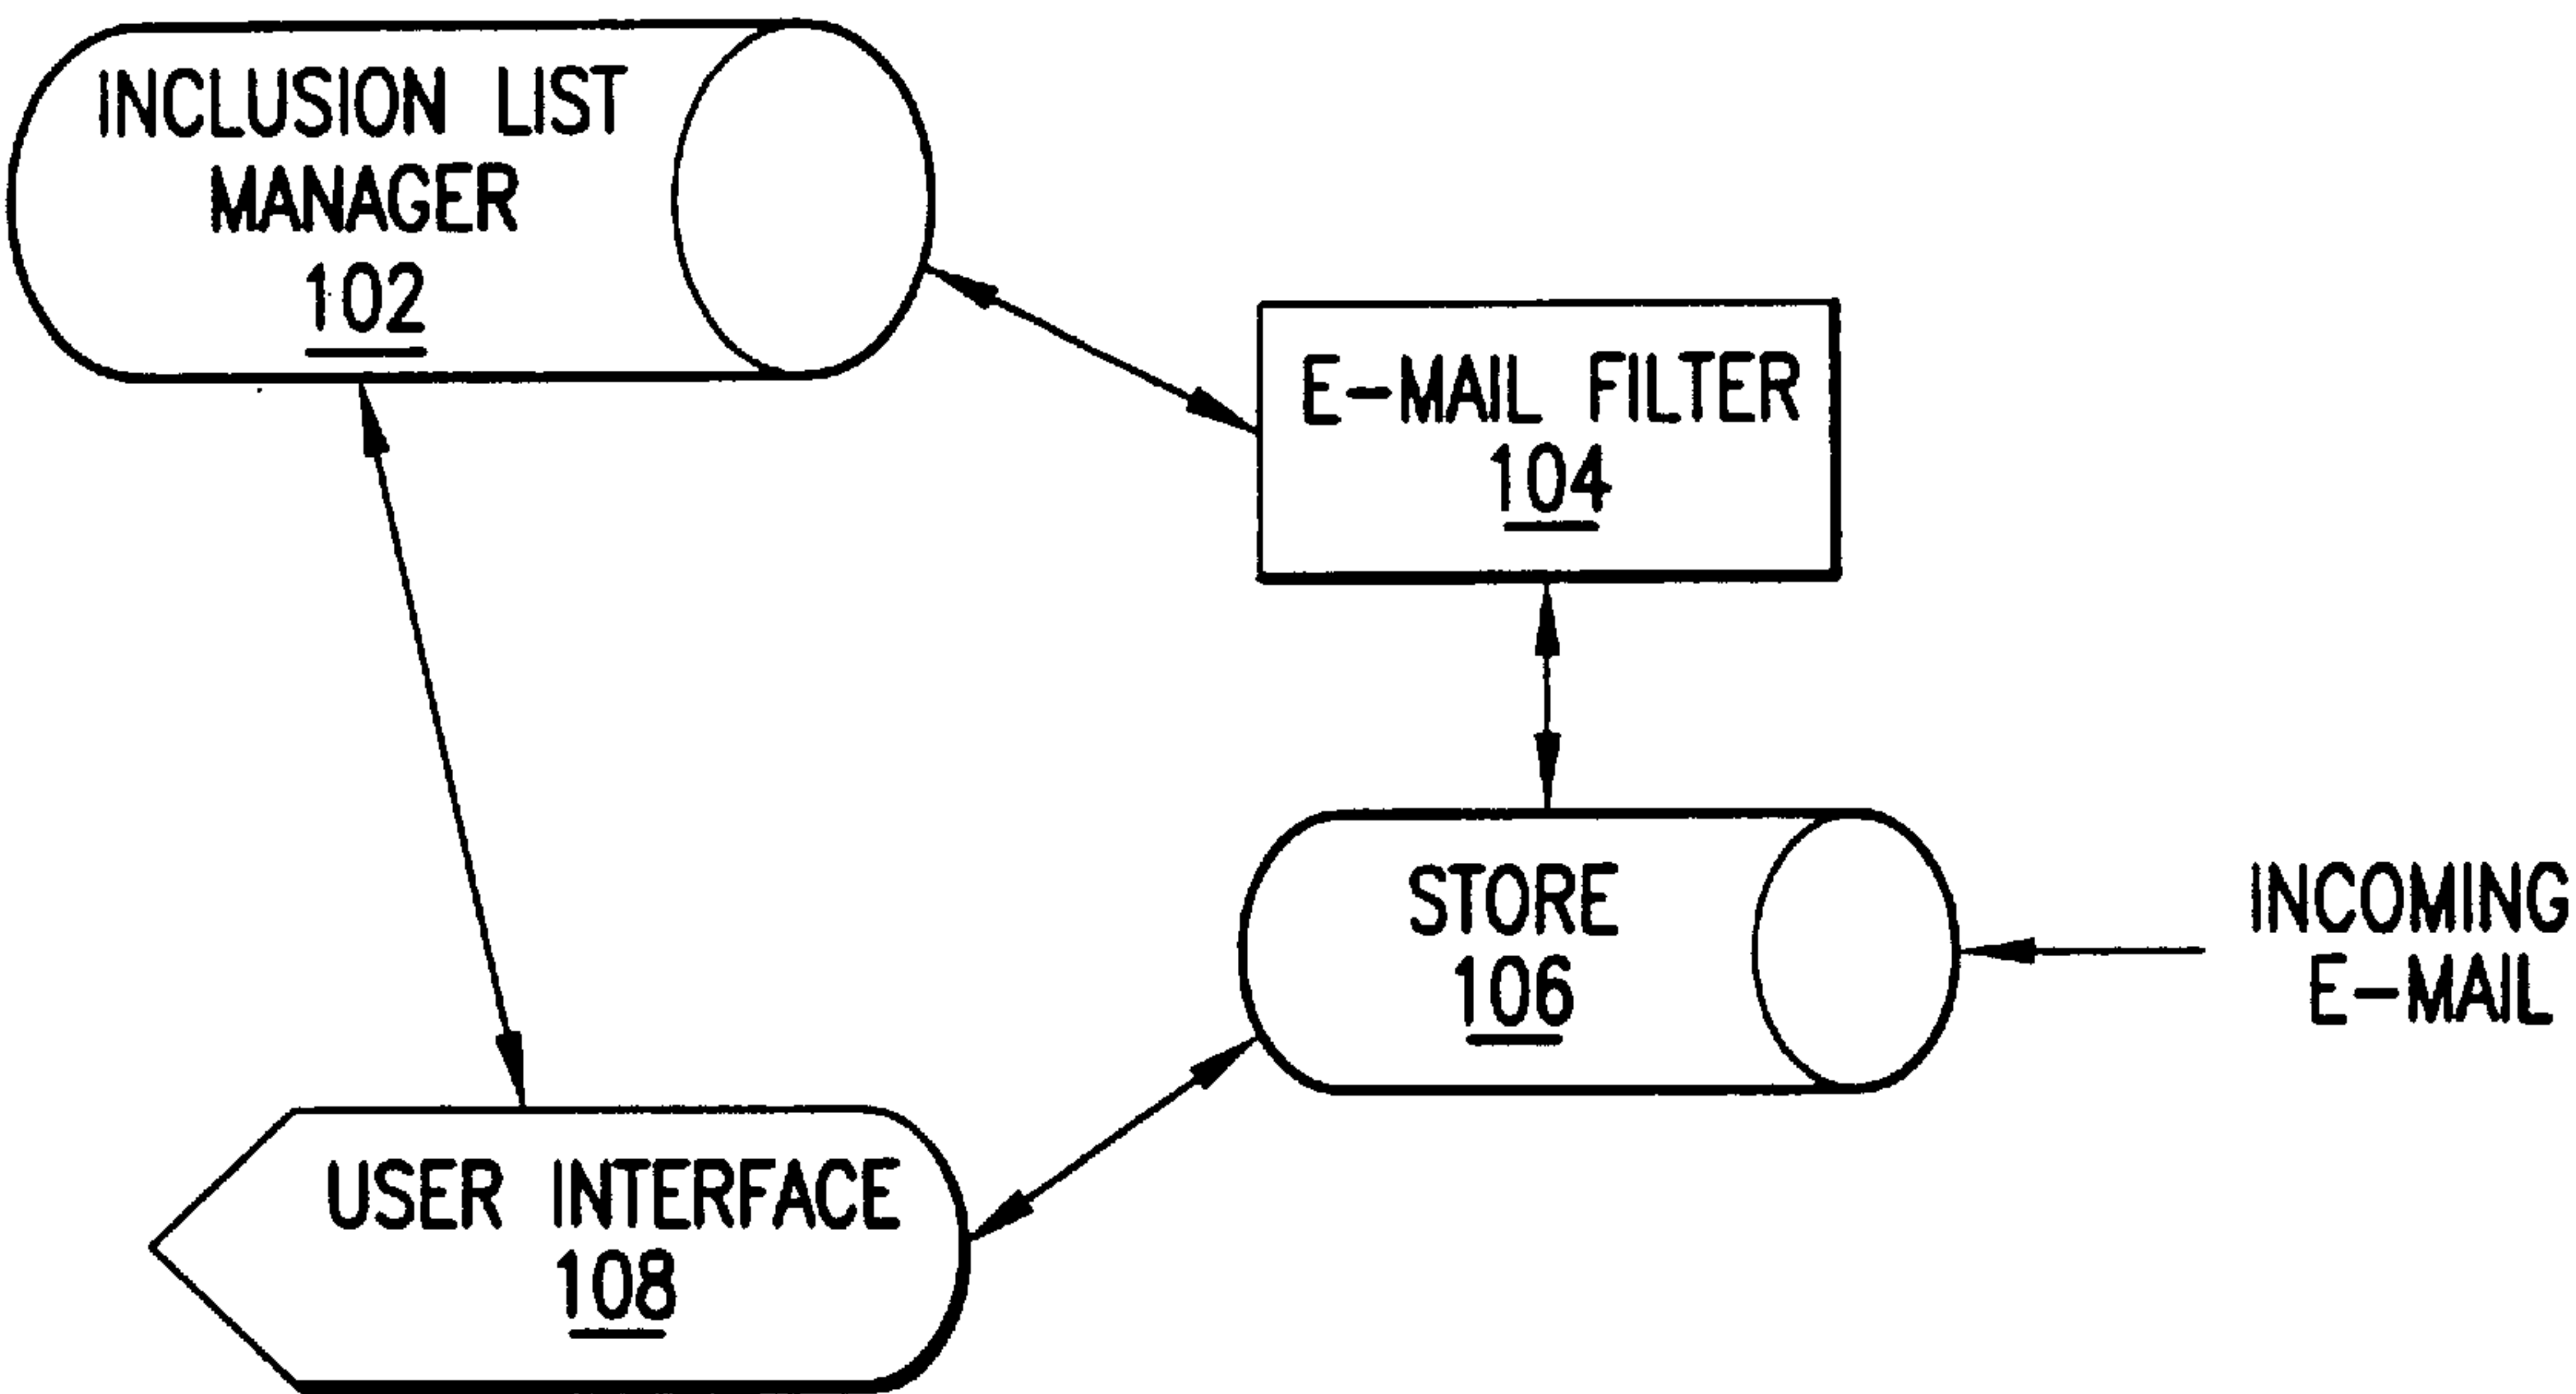 INCLUSION LIST
MANAGER
102
E-MAIL FILTER
104
STORE
106
INCOMING
E-MAIL
USER INTERFACE
108